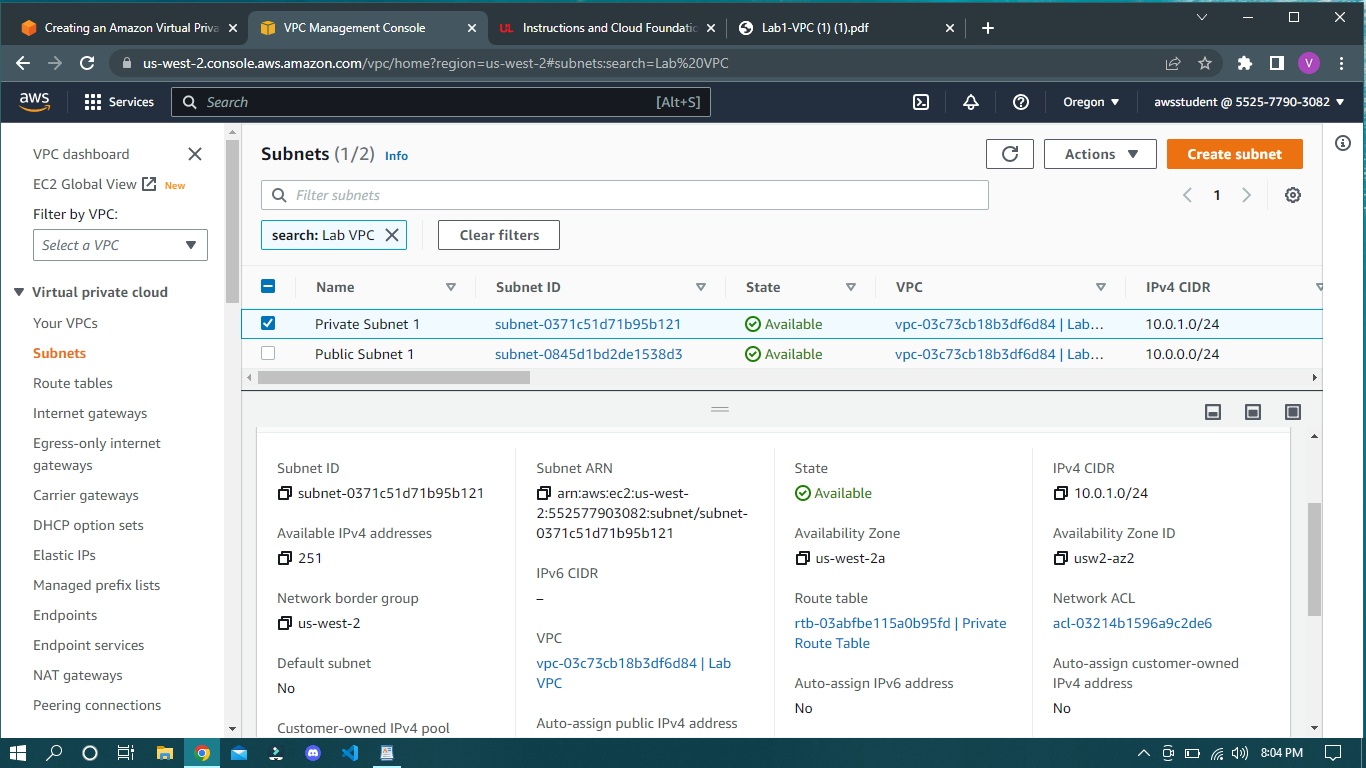 Creating an Amazon Virtual Priva
VPC Management Console
UL Instructions and Cloud Foundatio
Lab1-VPC (1) (1).pdf
us-west-2.console.aws.amazon.com/vpc/home?region=us-west-2#subnets:search=Lab%20VPC
V
aws
Services
Search
[Alt+S]
Oregon
awsstudent @ 5525-7790-3082
VPC dashboard
EC2 Global View New
Filter by VPC:
Select a VPC
Virtual private cloud
Your VPCs
Subnets
Route tables
Internet gateways
Egress-only internet
gateways
Carrier gateways
DHCP option sets
Elastic IPs
Managed prefix lists
Endpoints
Endpoint services
NAT gateways
Peering connections
Subnets (1/2) Info
Actions
Create subnet
Filter subnets
1
search: Lab VPC
Clear filters
Name Subnet ID State VPC IPv4 CIDR
Private Subnet 1 subnet-0371c51d71b95b121 Available vpc-03c73cb18b3df6d84 | Lab… 10.0.1.0/24
Public Subnet 1 subnet-0845d1bd2de1538d3 Available vpc-03c73cb18b3df6d84 | Lab… 10.0.0.0/24
Subnet ID
subnet-0371c51d71b95b121
Available IPv4 addresses
251
Network border group
us-west-2
Default subnet
No
Customer-owned IPv4 pool
Subnet ARN
arn:aws:ec2:us-west-
2:552577903082:subnet/subnet-
0371c51d71b95b121
IPv6 CIDR
–
VPC
vpc-03c73cb18b3df6d84 | Lab
VPC
Auto-assign public IPv4 address
State
Available
Availability Zone
us-west-2a
Route table
rtb-03abfbe115a0b95fd | Private
Route Table
Auto-assign IPv6 address
No
IPv4 CIDR
10.0.1.0/24
Availability Zone ID
usw2-az2
Network ACL
acl-03214b1596a9c2de6
Auto-assign customer-owned
IPv4 address
No
8:04 PM